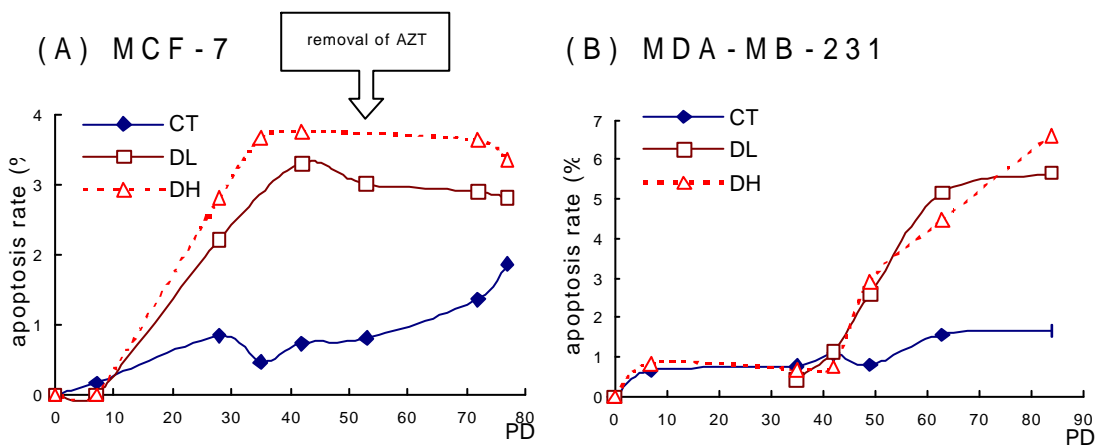 (A) MCF-7
removal of AZT
(B) MDA-MB-231
apoptosis rate (%
4
3
2
1
0
CT
DL
DH
0 10 20 30 40 50 60 70 80
PD
apoptosis rate (%
7
6
5
4
3
2
1
0
CT
DL
DH
0 10 20 30 40 50 60 70 80 90
PD